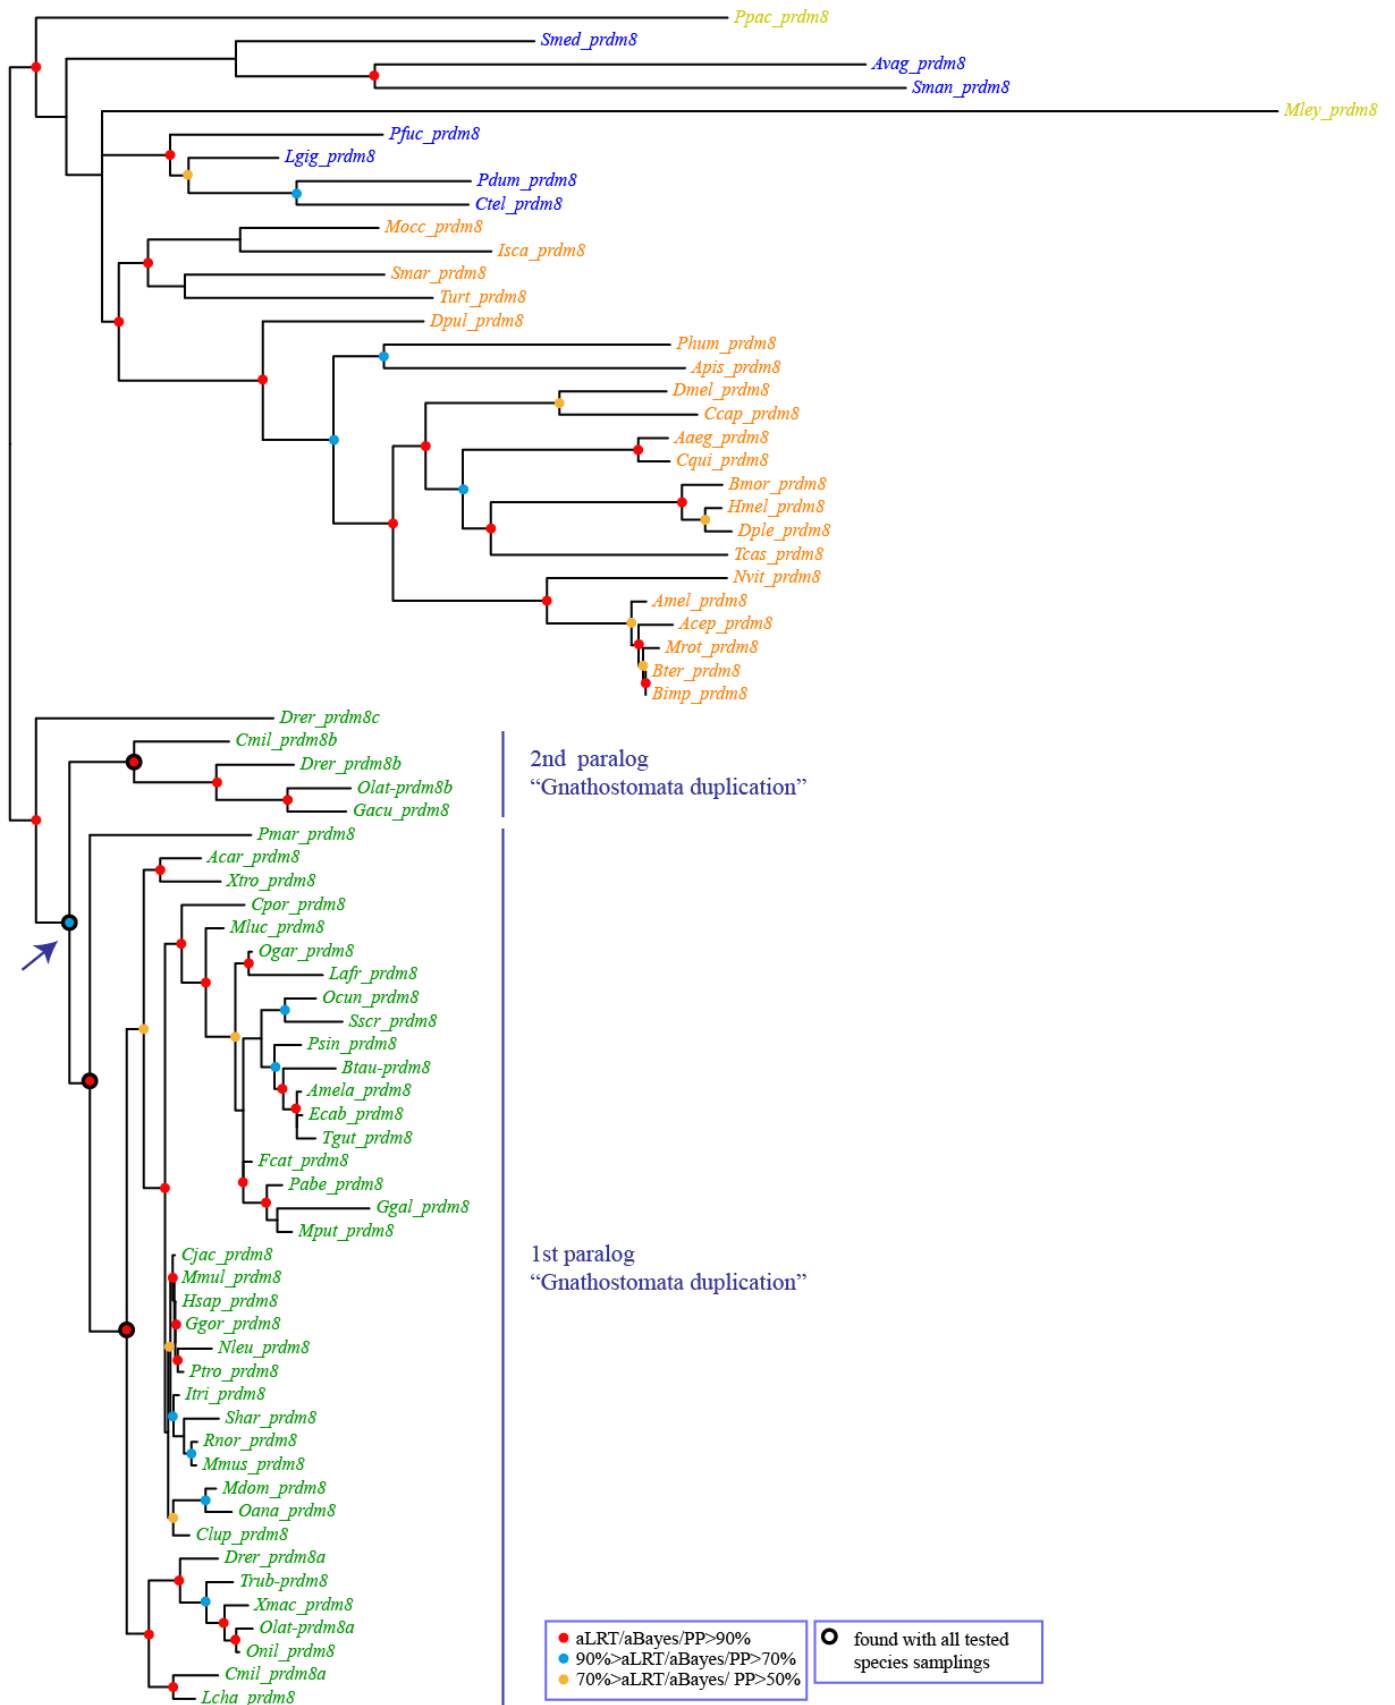 Ppac_prdm8
Smed_prdm8
Avag_prdm8
Sman_prdm8
Mley_prdm8
Pfuc_prdm8
Lgig_prdm8
Pdum_prdm8
Ctel_prdm8
Mocc_prdm8
Isca_prdm8
Smar_prdm8
Turt_prdm8
Dpul_prdm8
Phum_prdm8
Apis_prdm8
Dmel_prdm8
Ccap_prdm8
Aaeg_prdm8
Cqui_prdm8
Bmor_prdm8
Hmel_prdm8
Dple_prdm8
Tcas_prdm8
Nvit_prdm8
Amel_prdm8
Acep_prdm8
Mrot_prdm8
Bter_prdm8
Bimp_prdm8
Drer_prdm8c
Cmil_prdm8b
Drer_prdm8b
Olat-prdm8b
Gacu_prdm8
2nd paralog
“Gnathostomata duplication”
Pmar_prdm8
Acar_prdm8
Xtro_prdm8
Cpor_prdm8
Mluc_prdm8
Ogar_prdm8
Lafr_prdm8
Ocun_prdm8
Sscr_prdm8
Psin_prdm8
Btau-prdm8
Amela_prdm8
Ecab_prdm8
Tgut_prdm8
Fcat_prdm8
Pabe_prdm8
Ggal_prdm8
Mput_prdm8
Cjac_prdm8
Mmul_prdm8
Hsap_prdm8
Ggor_prdm8
Nleu_prdm8
Ptro_prdm8
Itri_prdm8
Shar_prdm8
Rnor_prdm8
Mmus_prdm8
Mdom_prdm8
Oana_prdm8
Clup_prdm8
Drer_prdm8a
Trub-prdm8
Xmac_prdm8
Olat-prdm8a
Onil_prdm8
Cmil_prdm8a
Lcha_prdm8
1st paralog
“Gnathostomata duplication”
aLRT/aBayes/PP>90%
90%>aLRT/aBayes/PP>70%
70%>aLRT/aBayes/ PP>50%
found with all tested
species samplings